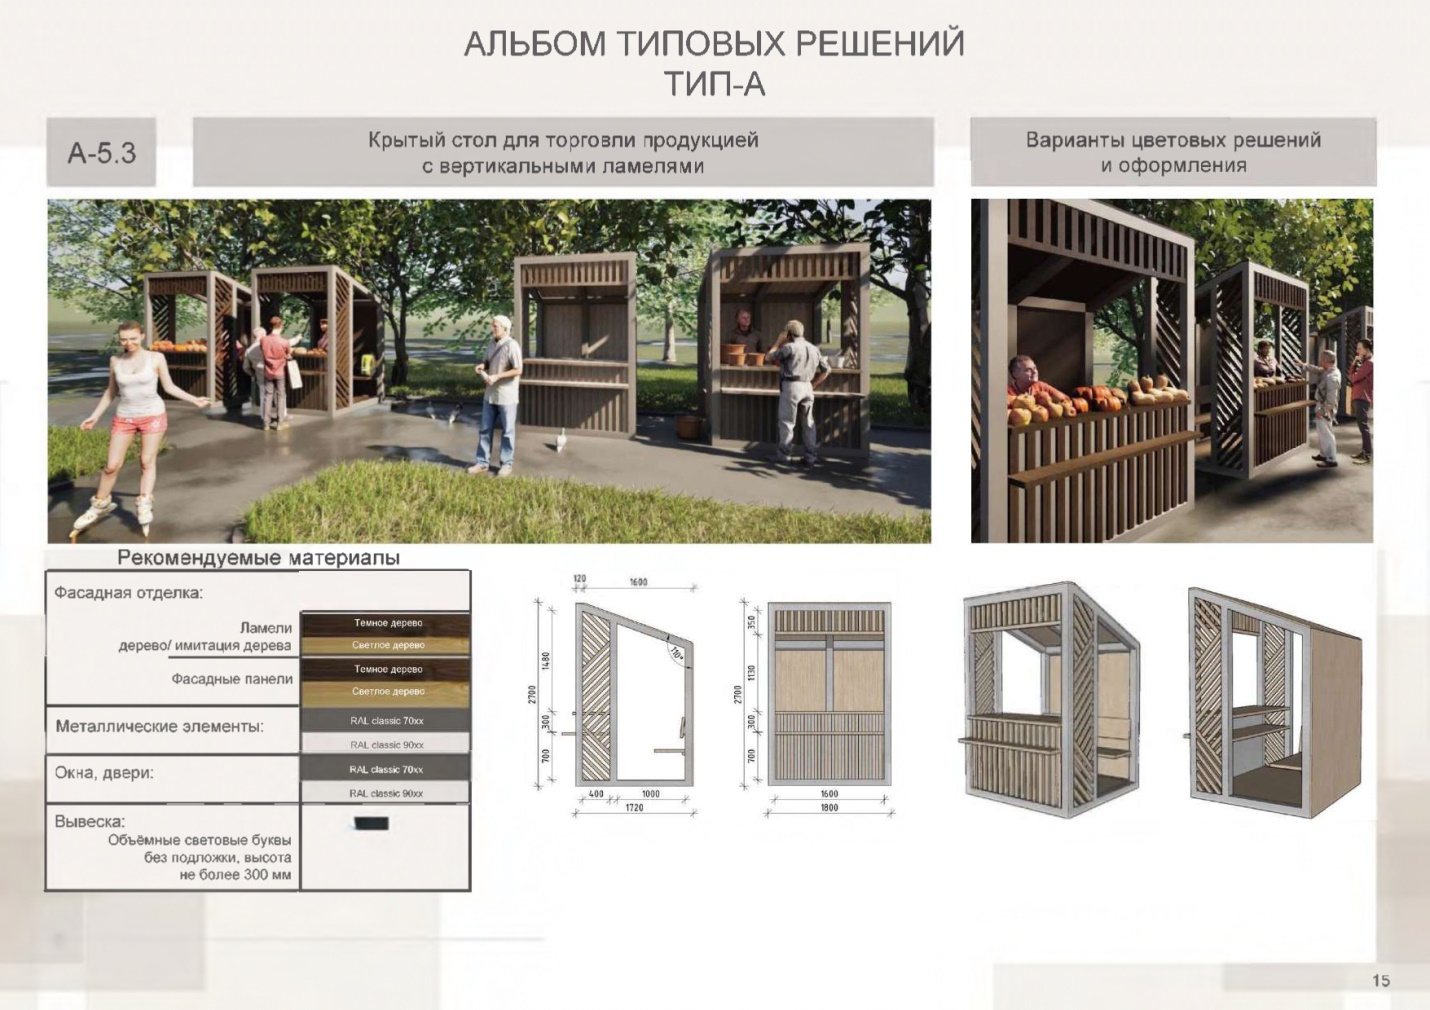 АЛЬБОМ ТИПОВЫХ РЕШЕНИЙ
ТИП-А
А-5.3
Крытый стол для торговли продукцией
с вертикальными ламелями
Варианты цветовых решений
и оформления
Рекомендуемые материалы
Фасадная отделка:
Ламели
дерево/ имитация дерева
Темное дерево
Светлое дерево
Фасадные панели
Темное дерево
Светлое дерево
Металлические элементы:
RAL classic 70xx
RAL classic 90xx
Окна, двери:
RAL classic 70xx
RAL classic 90xx
Вывеска:
Объёмные световые буквы
без подложки, высота
не более 300 мм
120
1600
2700
1480
300
700
110°
400
1000
1720
2700
350
1130
300
700
1600
1800
15